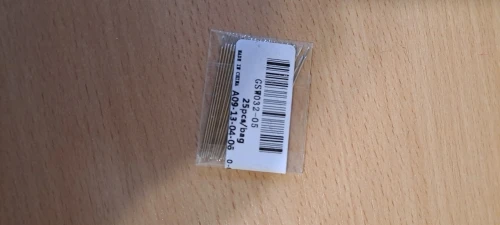 MADE IN CHINA
GSW032-05
25pcs/bag
A09-13-04-06